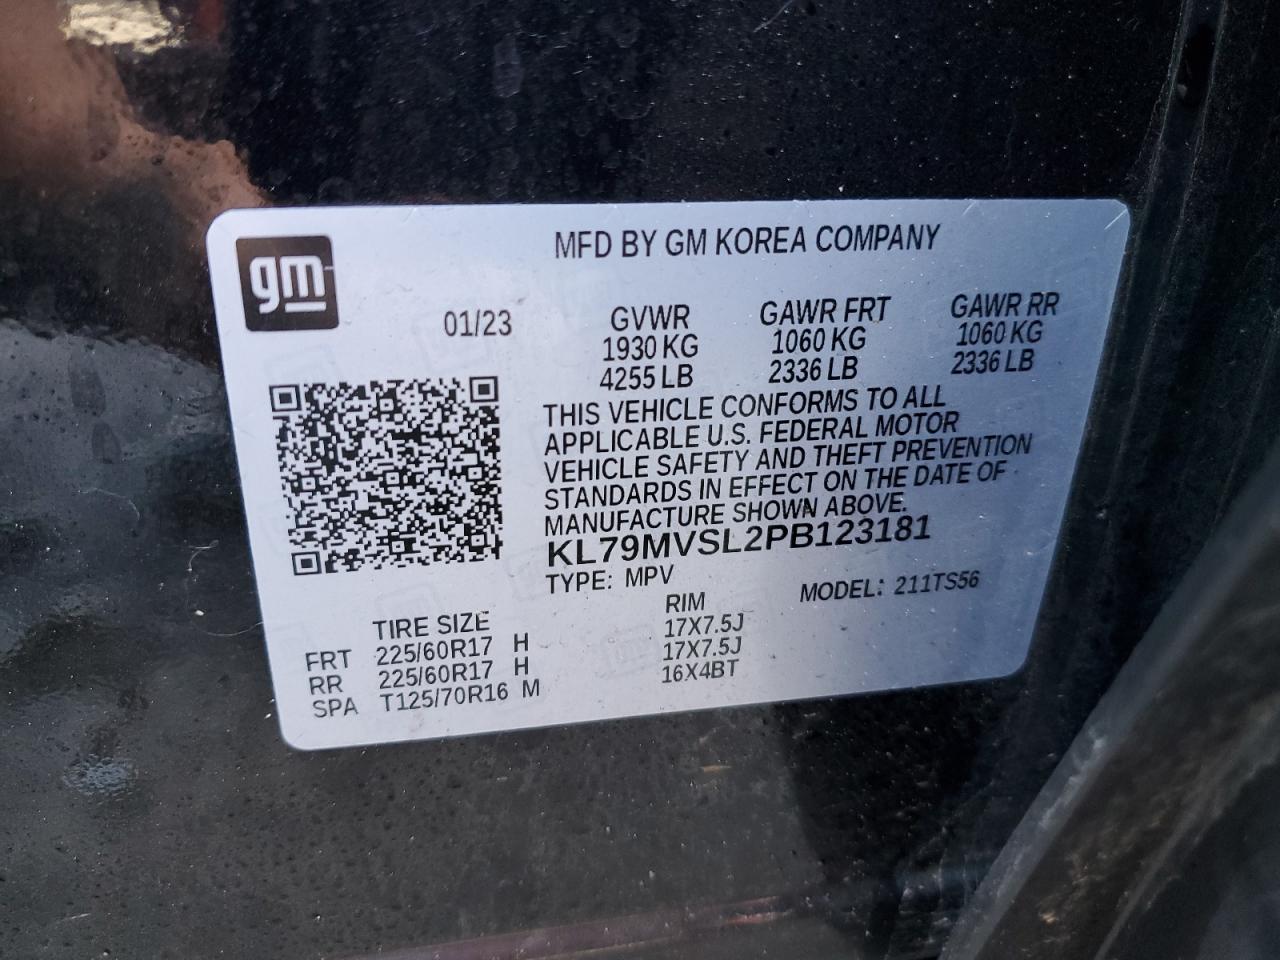 gm
MFD BY GM KOREA COMPANY
01/23 GVWR GAWR FRT GAWR RR
1930 KG 1060 KG 1060 KG
4255 LB 2336 LB 2336 LB
THIS VEHICLE CONFORMS TO ALL
APPLICABLE U.S. FEDERAL MOTOR
VEHICLE SAFETY AND THEFT PREVENTION
STANDARDS IN EFFECT ON THE DATE OF
MANUFACTURE SHOWN ABOVE.
KL79MVSL2PB123181
TYPE: MPV MODEL: 211TS56
TIRE SIZE RIM
FRT 225/60R17 H 17X7.5J
RR 225/60R17 H 17X7.5J
SPA T125/70R16 M 16X4BT